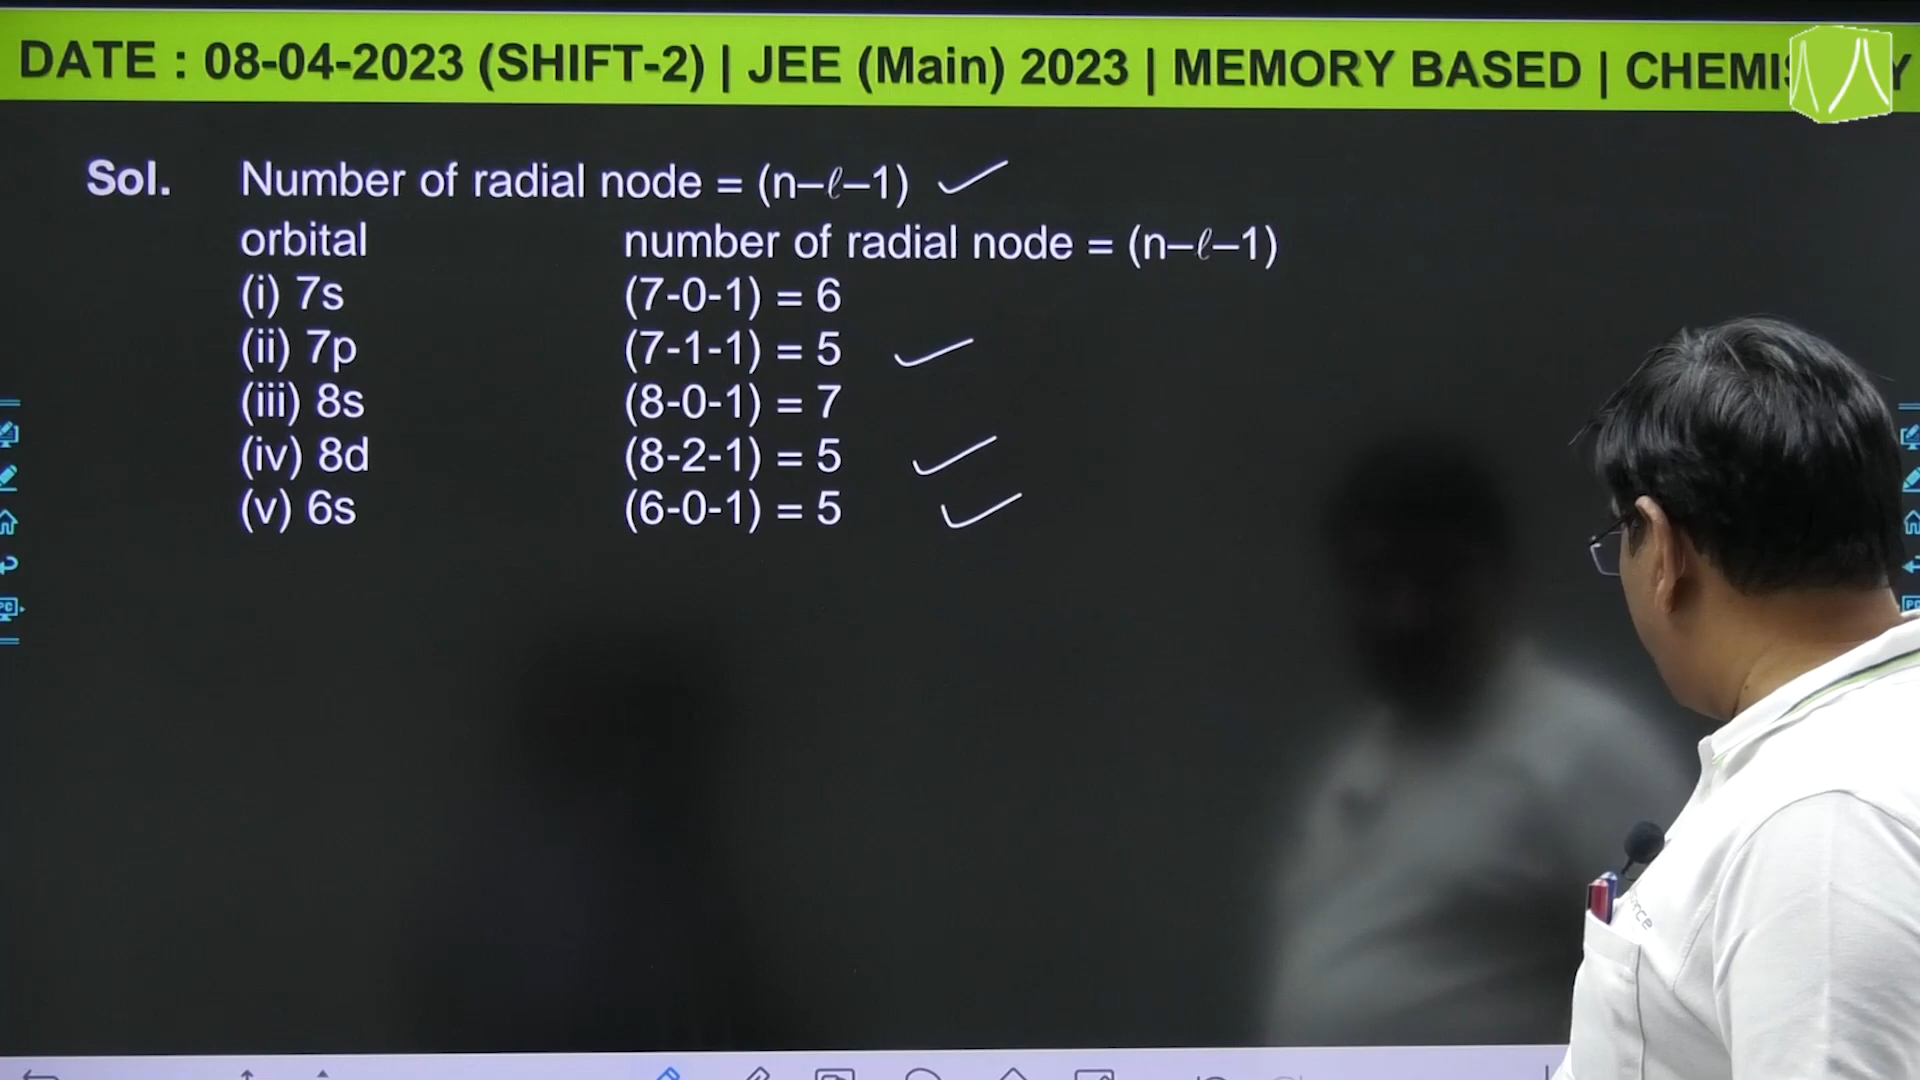 DATE : 08-04-2023 (SHIFT-2) | JEE (Main) 2023 | MEMORY BASED |
Sol. Number of radial node = (n–ℓ–1)
orbital number of radial node = (n–ℓ–1)
(i) 7s (7-0-1) = 6
(ii) 7p (7-1-1) = 5
(iii) 8s (8-0-1) = 7
(iv) 8d (8-2-1) = 5
(v) 6s (6-0-1) = 5